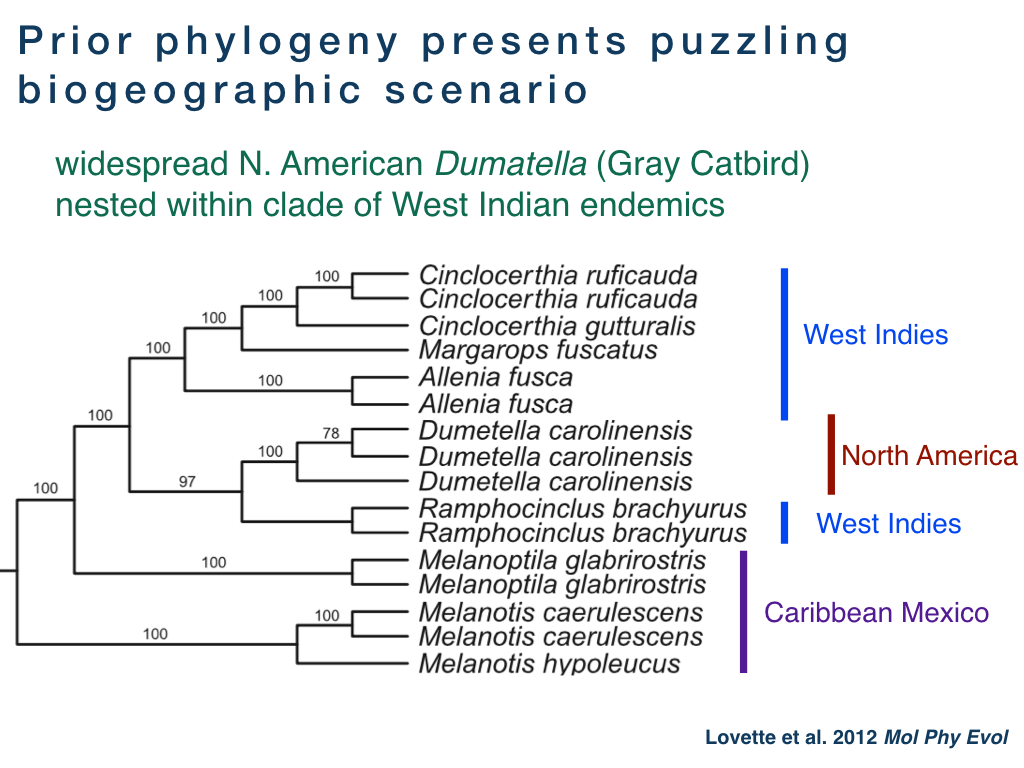 Prior phylogeny presents puzzling
biogeographic scenario
widespread N. American Dumatella (Gray Catbird)
nested within clade of West Indian endemics
100 Cinclocerthia ruficauda
100 Cinclocerthia ruficauda
100 Cinclocerthia gutturalis
West Indies
100 Margarops fuscatus
100 Allenia fusca
Allenia fusca
100 78 Dumetella carolinensis
100 Dumetella carolinensis
North America
97 Dumetella carolinensis
100 Ramphocinclus brachyurus
West Indies
Ramphocinclus brachyurus
100 Melanoptila glabrirostris
Melanoptila glabrirostris
100 Melanotis caerulescens
Caribbean Mexico
100 Melanotis caerulescens
Melanotis hypoleucus
Lovette et al. 2012 Mol Phy Evol